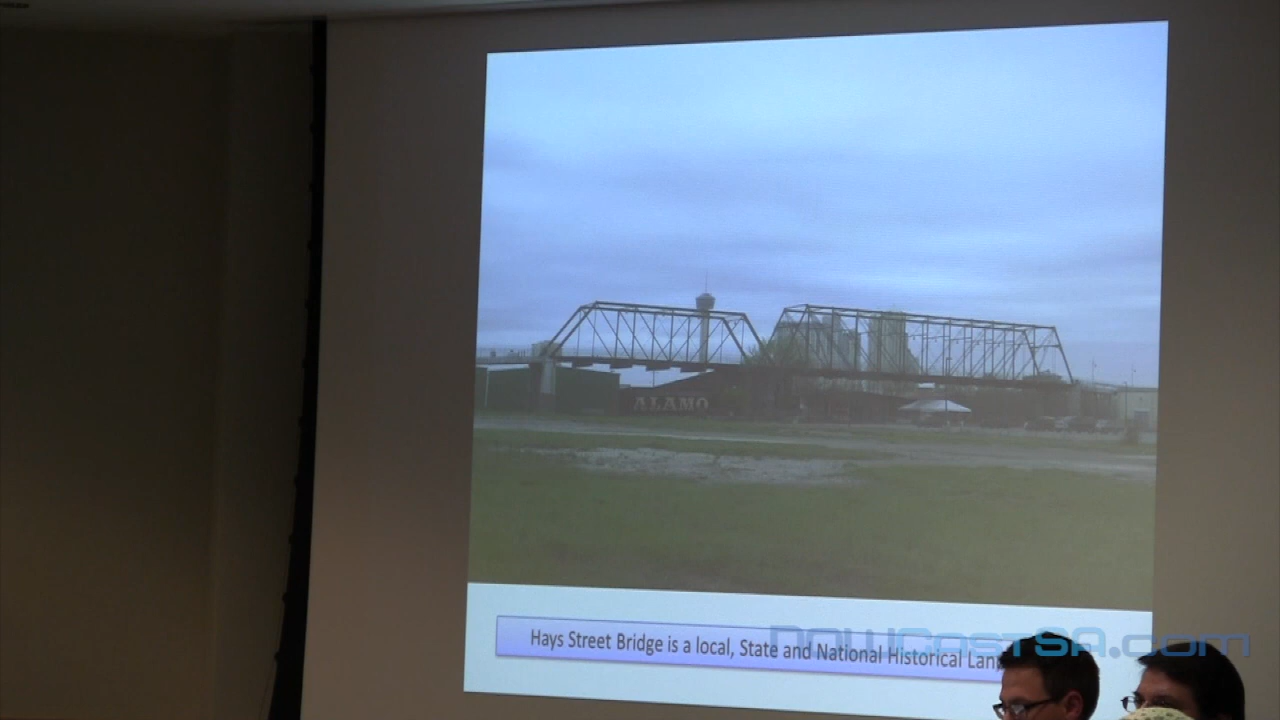 ALAMO
Hays Street Bridge is a local, State and National Historical
NOWCastSA.com